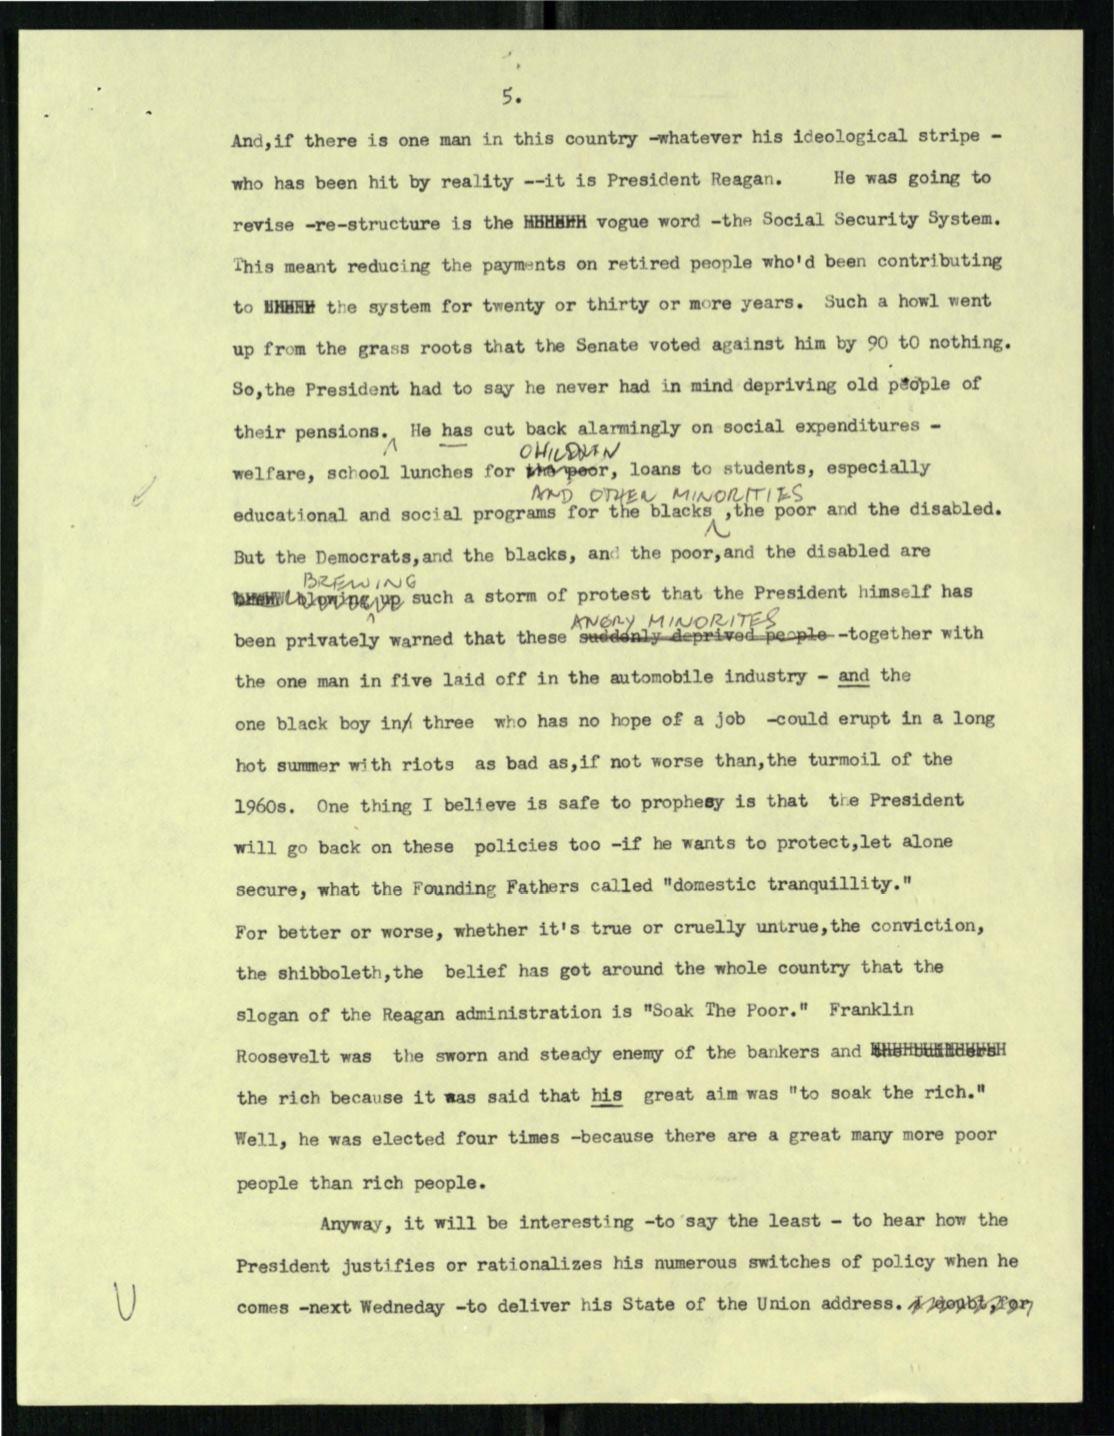 5.
And,if there is one man in this country -whatever his ideological stripe -
who has been hit by reality --it is President Reagan. He was going to
revise -re-structure is the vogue word -the Social Security System.
This meant reducing the payments on retired people who'd been contributing
to the system for twenty or thirty or more years. Such a howl went
up from the grass roots that the Senate voted against him by 90 tO nothing.
So,the President had to say he never had in mind depriving old people of
their pensions. He has cut back alarmingly on social expenditures -
CHILDREN
welfare, school lunches for the poor, loans to students, especially
AND OTHER MINORITIES
educational and social programs for the blacks ,the poor and the disabled.
But the Democrats,and the blacks, and the poor,and the disabled are
BREWING
blowing up such a storm of protest that the President himself has
ANGRY MINORITES
been privately warned that these suddenly deprived people -together with
the one man in five laid off in the automobile industry - and the
one black boy in three who has no hope of a job -could erupt in a long
hot summer with riots as bad as,if not worse than,the turmoil of the
1960s. One thing I believe is safe to prophesy is that the President
will go back on these policies too -if he wants to protect,let alone
secure, what the Founding Fathers called "domestic tranquillity."
For better or worse, whether it's true or cruelly untrue,the conviction,
the shibboleth,the belief has got around the whole country that the
slogan of the Reagan administration is "Soak The Poor." Franklin
Roosevelt was the sworn and steady enemy of the bankers and the builders
the rich because it was said that his great aim was "to soak the rich."
Well, he was elected four times -because there are a great many more poor
people than rich people.
Anyway, it will be interesting -to say the least - to hear how the
President justifies or rationalizes his numerous switches of policy when he
comes -next Wedneday -to deliver his State of the Union address. I doubt,for